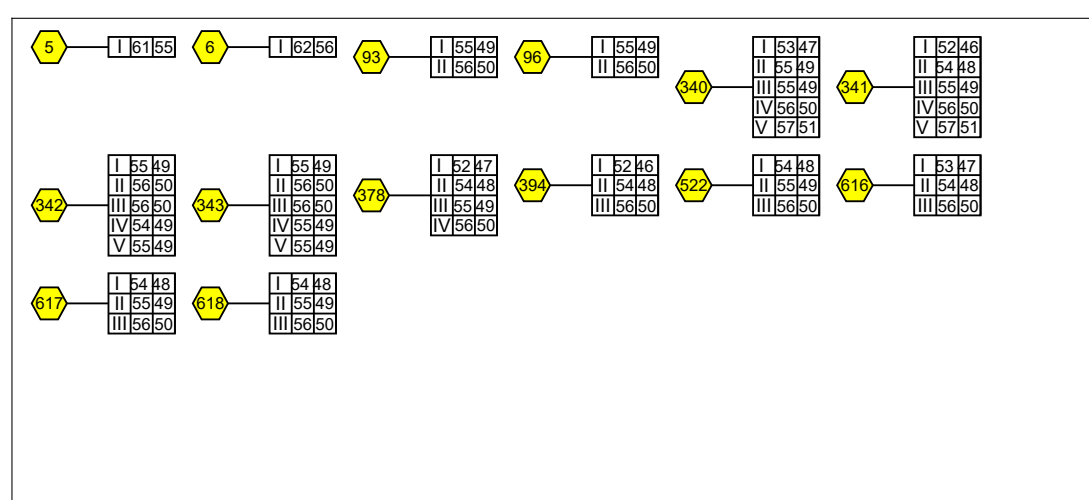 5 I 61 55
6 I 62 56
93 I 55 49
II 56 50
96 I 55 49
II 56 50
340 I 53 47
II 55 49
III 55 49
IV 56 50
V 57 51
341 I 52 46
II 54 48
III 55 49
IV 56 50
V 57 51
342 I 55 49
II 56 50
III 56 50
IV 54 49
V 55 49
343 I 55 49
II 56 50
III 56 50
IV 55 49
V 55 49
378 I 52 47
II 54 48
III 55 49
IV 56 50
394 I 52 46
II 54 48
III 56 50
522 I 54 48
II 55 49
III 56 50
616 I 53 47
II 54 48
III 56 50
617 I 54 48
II 55 49
III 56 50
618 I 54 48
II 55 49
III 56 50